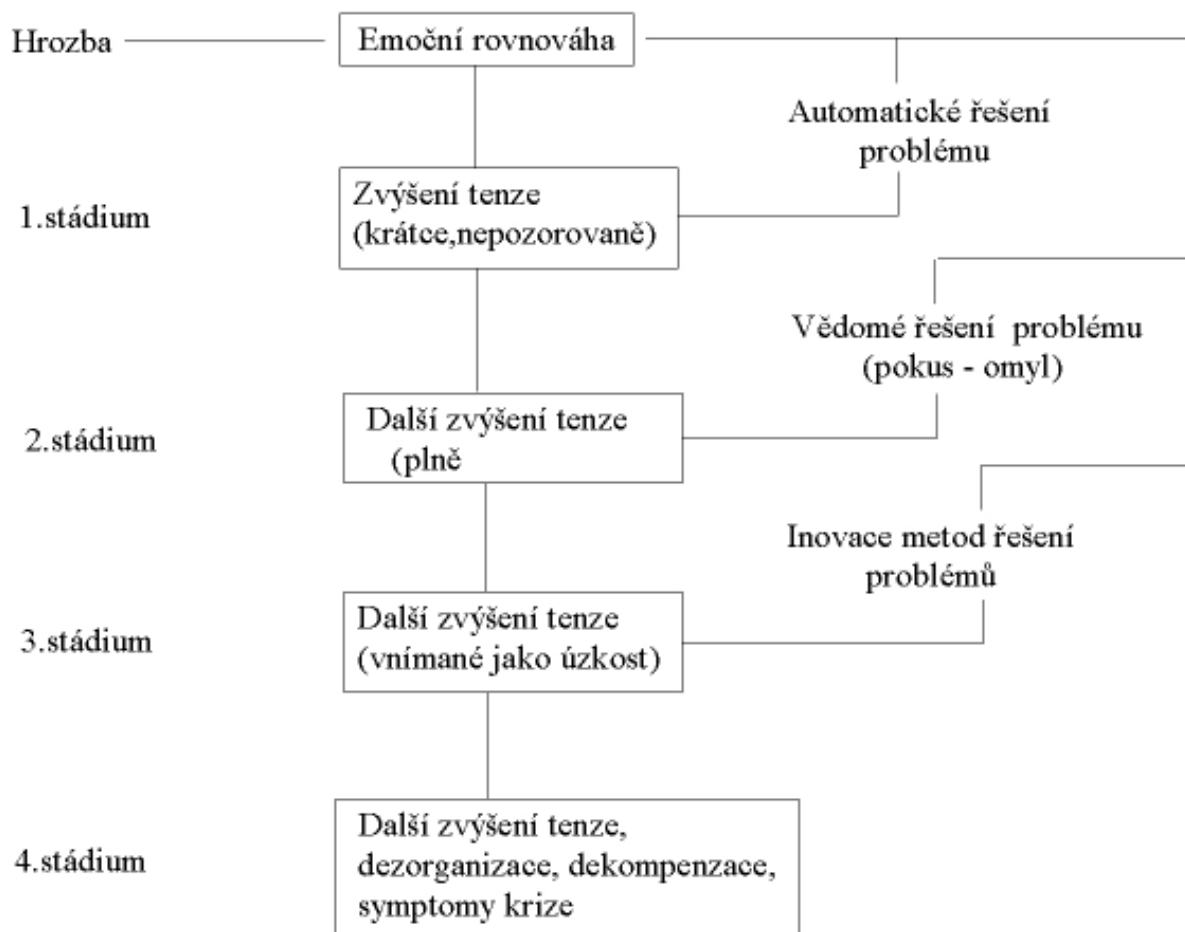 Hrozba
Emoční rovnováha
Automatické řešení
problému
1.stádium
Zvýšení tenze
(krátce,nepozorovaně)
Vědomé řešení problému
(pokus - omyl)
2.stádium
Další zvýšení tenze
(plně
Inovace metod řešení
problémů
3.stádium
Další zvýšení tenze
(vnímané jako úzkost)
4.stádium
Další zvýšení tenze,
dezorganizace, dekompenzace,
symptomy krize